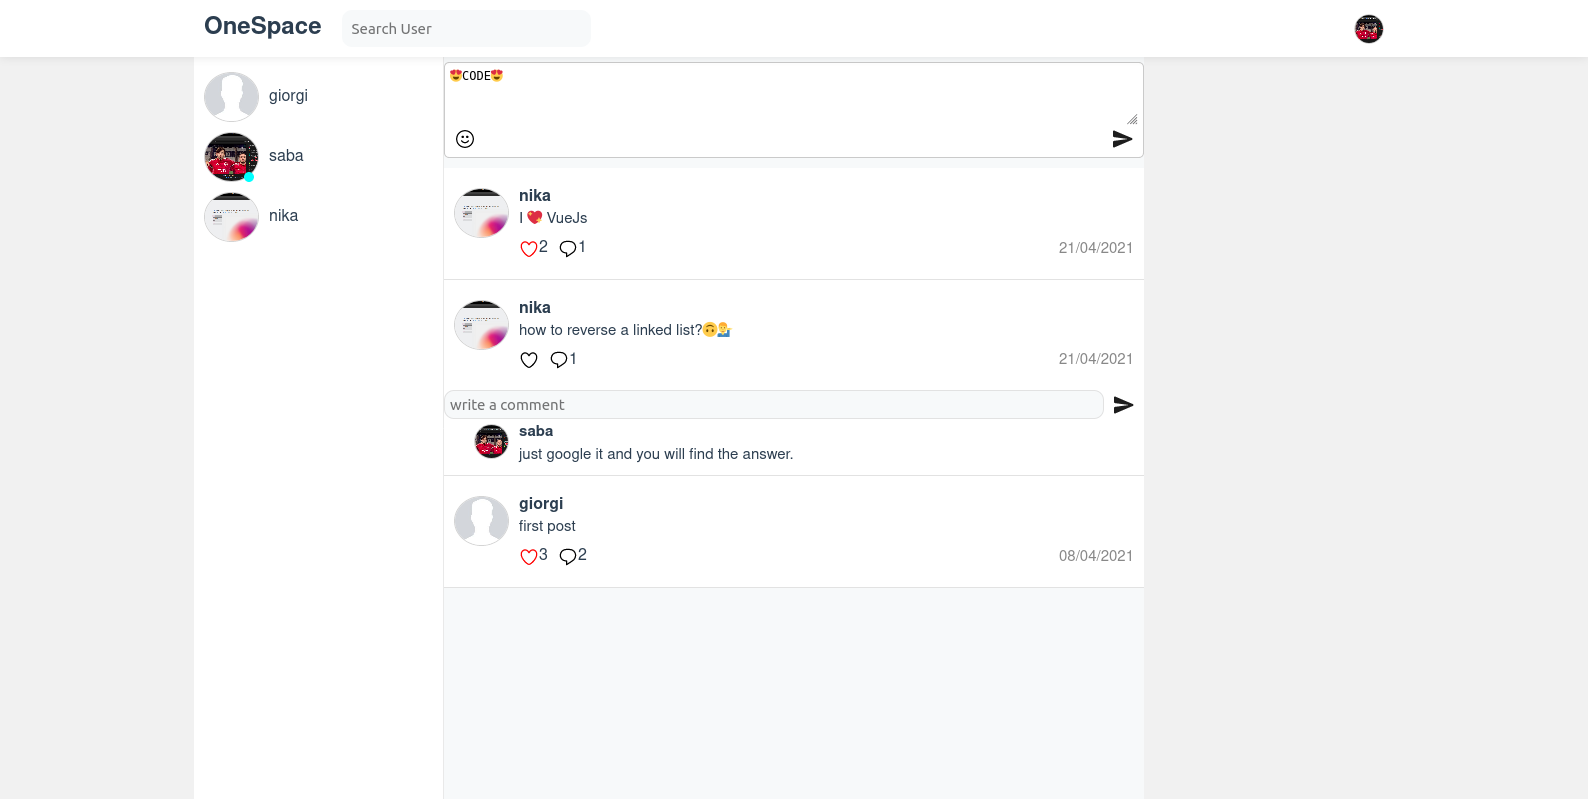 OneSpace
Search User
giorgi
saba
nika
😍CODE😍
nika
I 💖 VueJs
2 1
21/04/2021
nika
how to reverse a linked list?🙃💁‍♂️
1
21/04/2021
write a comment
saba
just google it and you will find the answer.
giorgi
first post
3 2
08/04/2021